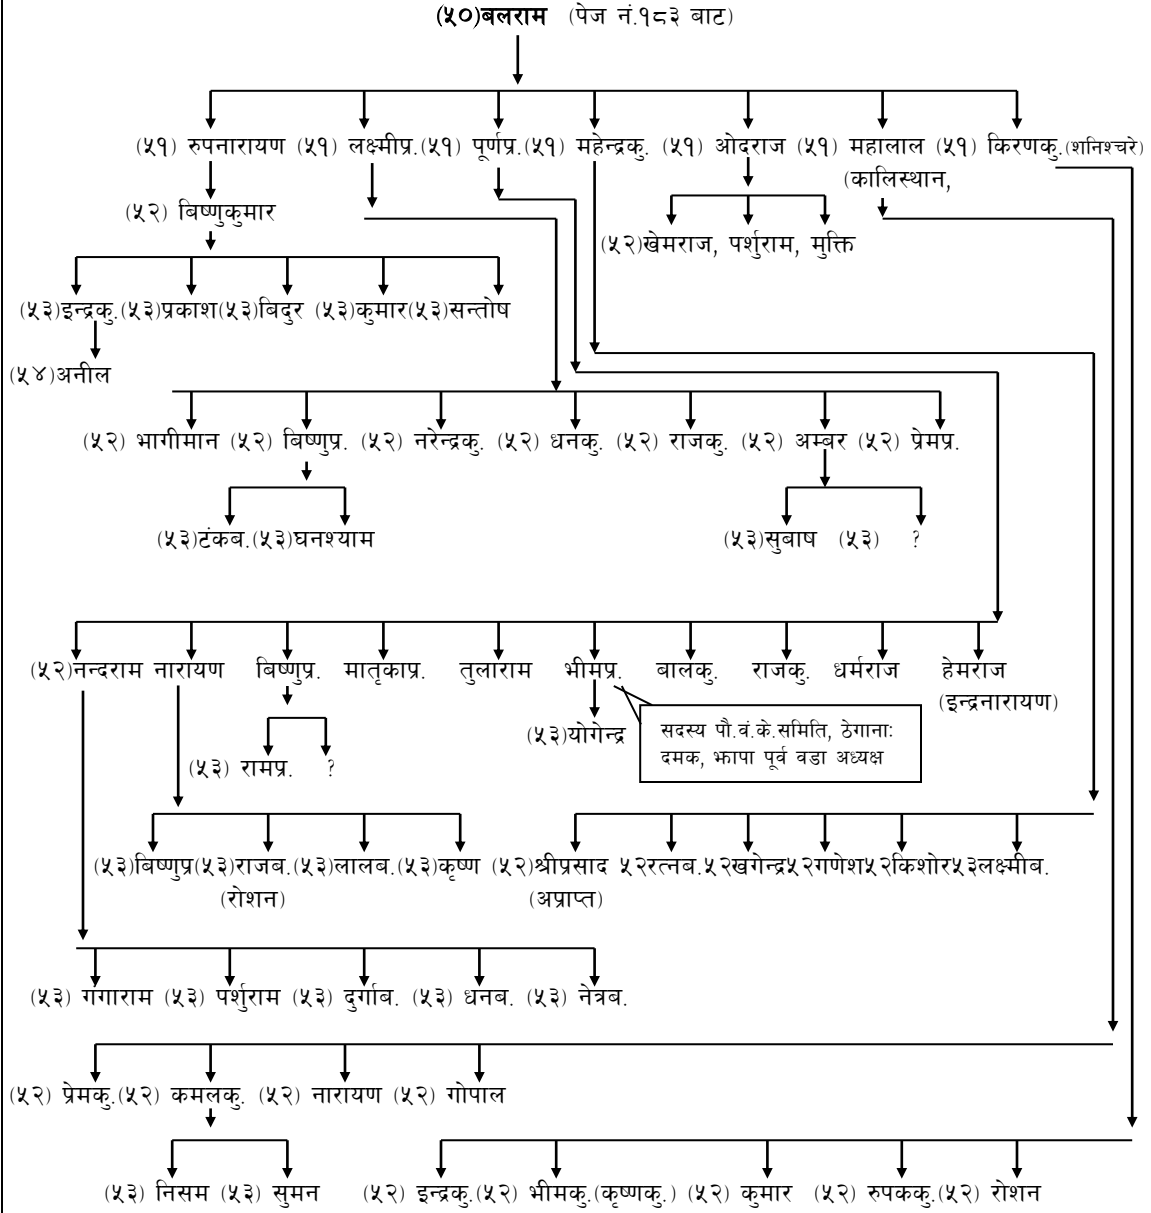 (५०)बलराम (पेज नं.१८३ बाट)
(५१) रुपनारायण (५१) लक्ष्मीप्र.(५१) पूर्णप्र.(५१) महेन्द्रकु. (५१) ओदराज (५१) महालाल (५१) किरणकु.(शनिश्चरे)
(कालिस्थान,
(५२) बिष्णुकुमार
(५२)खेमराज, पर्शुराम, मुक्ति
(५३)इन्द्रकु.(५३)प्रकाश(५३)बिदुर (५३)कुमार(५३)सन्तोष
(५४)अनील
(५२) भागीमान (५२) बिष्णुप्र. (५२) नरेन्द्रकु. (५२) धनकु. (५२) राजकु. (५२) अम्बर (५२) प्रेमप्र.
(५३)टंकब.(५३)घनश्याम (५३)सुबाष (५३) ?
(५२)नन्दराम नारायण बिष्णुप्र. मातृकाप्र. तुलाराम भीमप्र. बालकु. राजकु. धर्मराज हेमराज
(इन्द्रनारायण)
(५३)योगेन्द्र
सदस्य पौ.वं.के.समिति, ठेगानाः
दमक, झापा पूर्व वडा अध्यक्ष
(५३) रामप्र. ?
(५३)बिष्णुप्र(५३)राजब.(५३)लालब.(५३)कृष्ण (५२)श्रीप्रसाद ५२रत्नब.५२खगेन्द्र५२गणेश५२किशोर५३लक्ष्मीब.
(रोशन) (अप्राप्त)
(५३) गंगाराम (५३) पर्शुराम (५३) दुर्गाब. (५३) धनब. (५३) नेत्रब.
(५२) प्रेमकु.(५२) कमलकु. (५२) नारायण (५२) गोपाल
(५३) निसम (५३) सुमन (५२) इन्द्रकु.(५२) भीमकु.(कृष्णकु.) (५२) कुमार (५२) रुपककु.(५२) रोशन